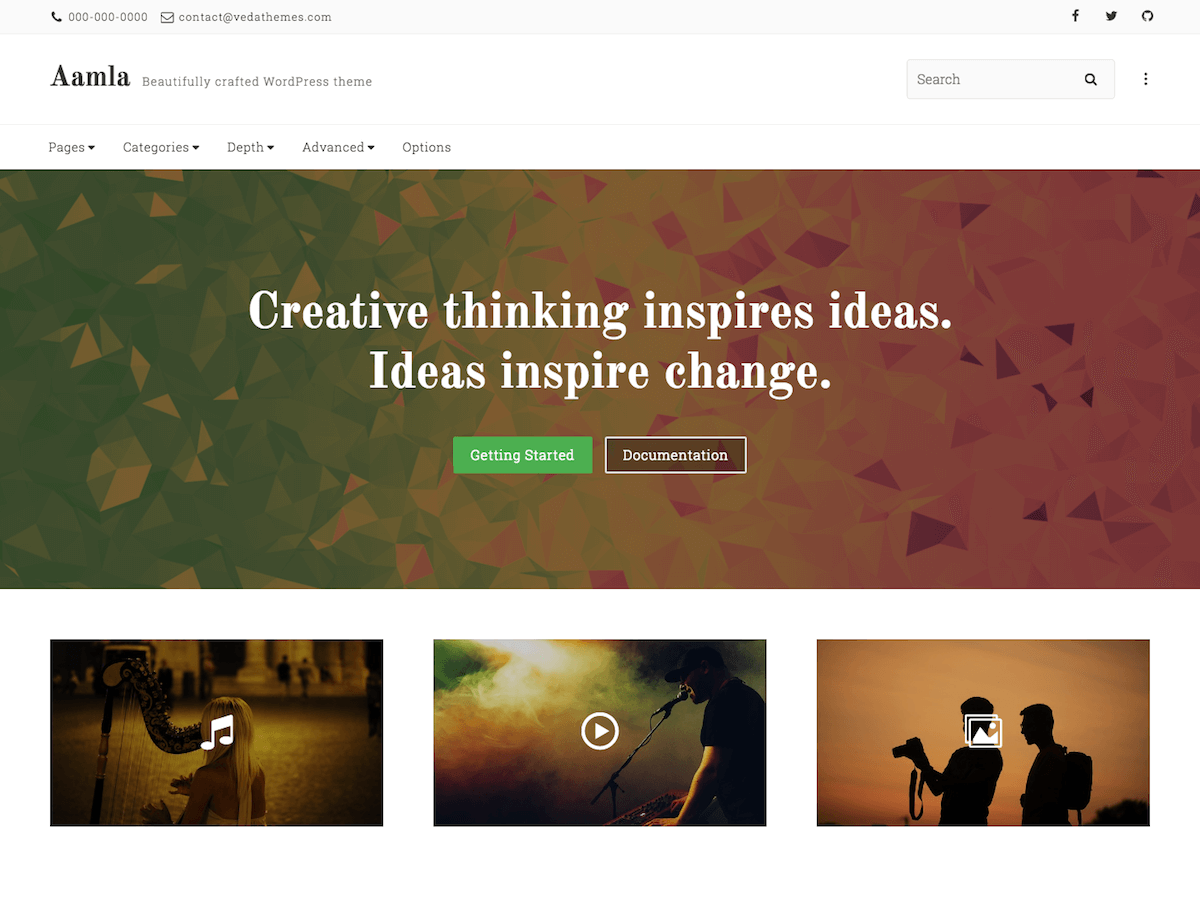 000-000-0000 contact@vedathemes.com
Aamla Beautifully crafted WordPress theme
Search
Pages Categories Depth Advanced Options
Creative thinking inspires ideas.
Ideas inspire change.
Getting Started Documentation